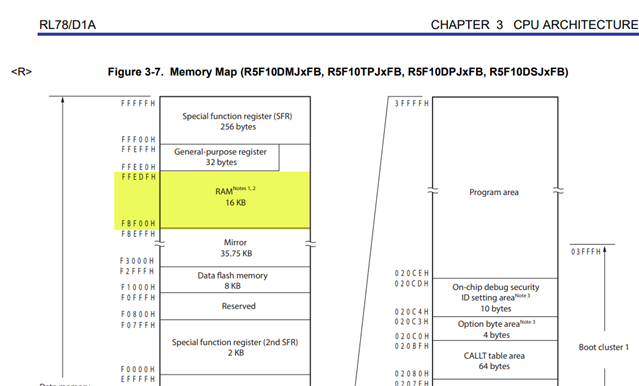 RL78/D1A
CHAPTER 3 CPU ARCHITECTURE
<R>
Figure 3-7. Memory Map (R5F10DMJxFB, R5F10TPJxFB, R5F10DPJxFB, R5F10DSJxFB)
FFFFFH
Special function register (SFR)
256 bytes
FFF00H
FFEFFH
General-purpose register
32 bytes
FFEE0H
FFEDFH
RAM Notes 1, 2
16 KB
FBF00H
FBEFFH
Mirror
35.75 KB
F3000H
F2FFFH
Data flash memory
8 KB
F1000H
F0FFFH
Reserved
F0800H
F07FFH
Special function register (2nd SFR)
2 KB
F0000H
EFFFFH
3FFFFH
Program area
03FFFH
020CEH
020CDH
On-chip debug security
ID setting area Note 3
10 bytes
020C4H
020C3H
Option byte area Note 3
4 bytes
020C0H
020BFH
CALLT table area
64 bytes
Boot cluster 1
02080H
0207FH